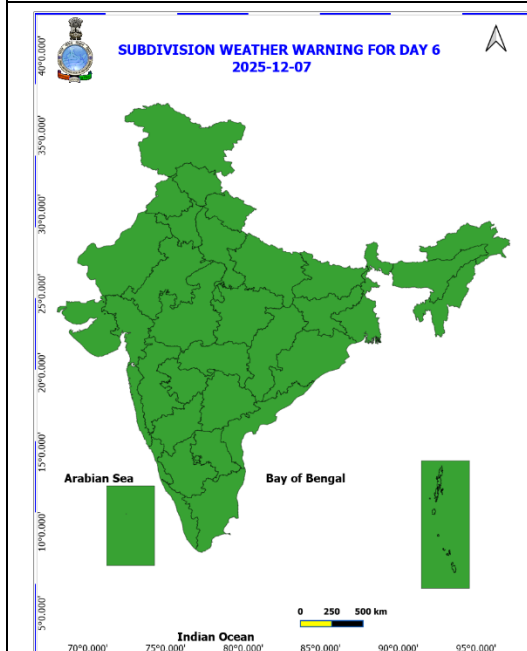 SUBDIVISION WEATHER WARNING FOR DAY 6
2025-12-07
40°0.000'
35°0.000'
30°0.000'
25°0.000'
20°0.000'
15°0.000'
10°0.000'
5°0.000'
Arabian Sea
Bay of Bengal
0 250 500 km
Indian Ocean
70°0.000' 75°0.000' 80°0.000' 85°0.000' 90°0.000' 95°0.000'